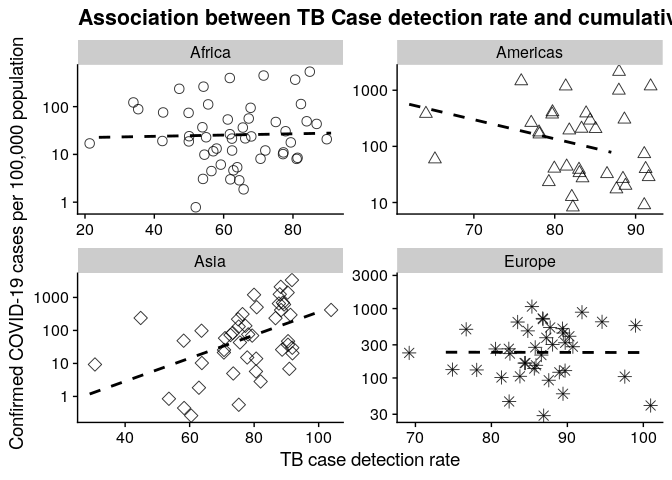 Association between TB Case detection rate and cumulativ
Confirmed COVID-19 cases per 100,000 population
Africa
100
10
1
20 40 60 80
Americas
1000
100
10
70 80 90
Asia
1000
100
10
1
40 60 80 100
Europe
3000
1000
300
100
30
70 80 90 100
TB case detection rate